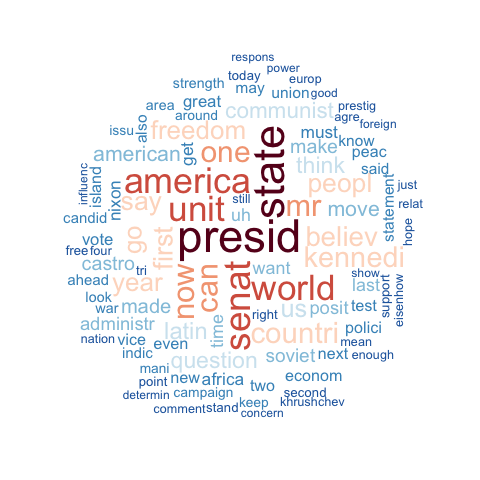 respons
power
today
europ
strength
may
union
good
area
great
communist
prestig
around
agre
issu
also
freedom
must
foreign
american
get
one
state
make
know
peac
think
said
influenc
island
nixon
america
peopl
statement
just
say
unit
still
uh
mr
move
relat
candid
hope
vote
go
first
presid
believ
free
four
castro
tri
now
can
senat
want
kennedi
show
support
eisenhow
ahead
year
world
last
look
war
made
us
posit
test
administr
latin
time
right
countri
polici
nation
vice
even
mean
indic
question
soviet
next
enough
mani
point
new
africa
two
econom
determin
campaign
second
keep
khrushchev
comment
stand
concern